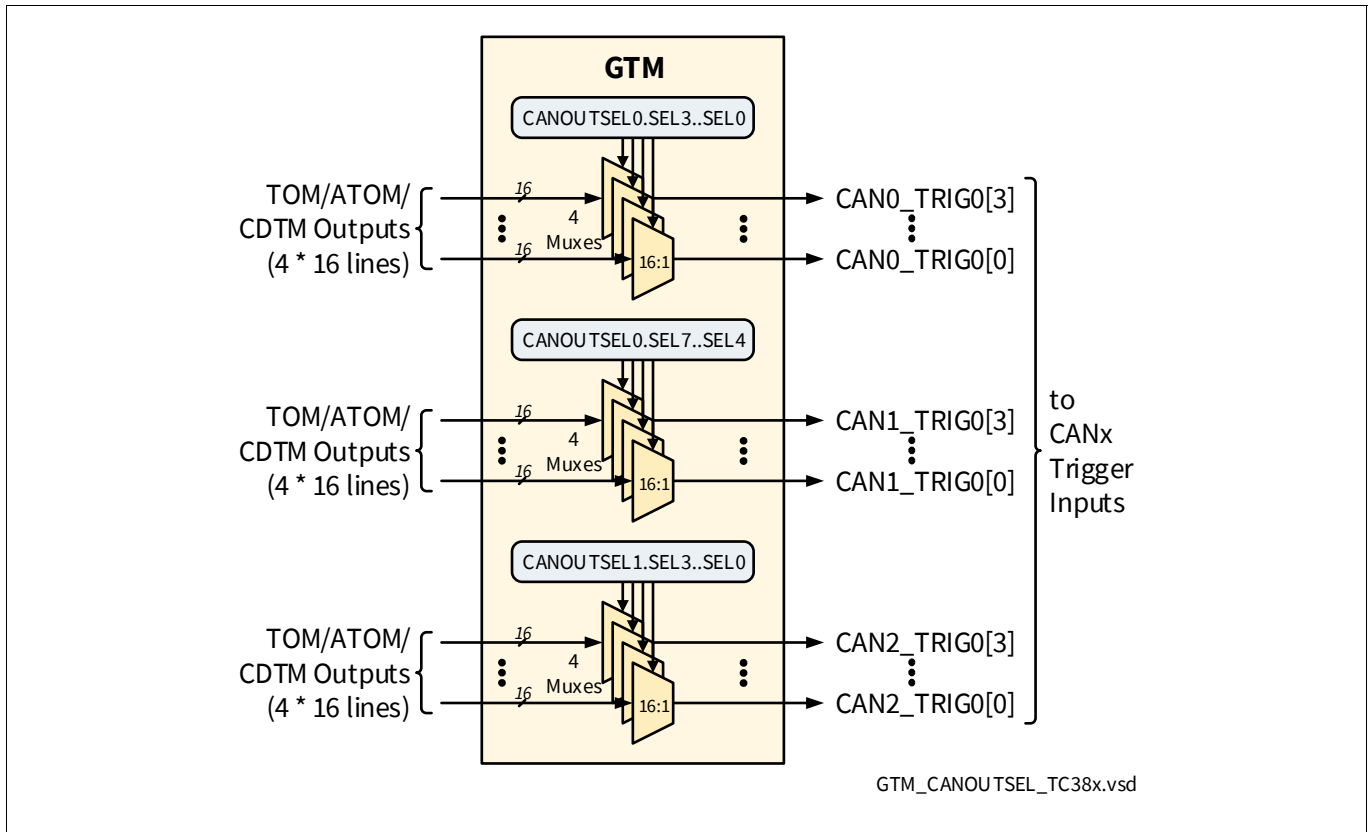 GTM
CANOUTSEL0.SEL3..SEL0
TOM/ATOM/
CDTM Outputs
(4 * 16 lines)
16
16
4
Muxes
16:1
CAN0_TRIG0[3]
CAN0_TRIG0[0]
CANOUTSEL0.SEL7..SEL4
TOM/ATOM/
CDTM Outputs
(4 * 16 lines)
16
16
4
Muxes
16:1
CAN1_TRIG0[3]
CAN1_TRIG0[0]
to
CANx
Trigger
Inputs
CANOUTSEL1.SEL3..SEL0
TOM/ATOM/
CDTM Outputs
(4 * 16 lines)
16
16
4
Muxes
16:1
CAN2_TRIG0[3]
CAN2_TRIG0[0]
GTM_CANOUTSEL_TC38x.vsd